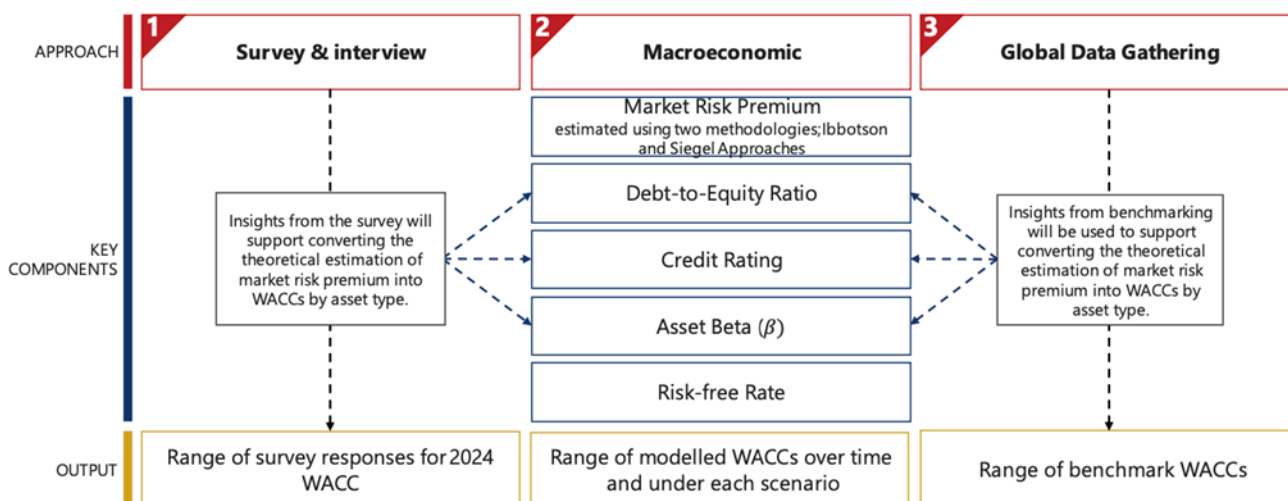 APPROACH
1
Survey & interview
2
Macroeconomic
3
Global Data Gathering
KEY
COMPONENTS
Insights from the survey will
support converting the
theoretical estimation of
market risk premium into
WACCs by asset type.
Market Risk Premium
estimated using two methodologies;Ibbotson
and Siegel Approaches
Debt-to-Equity Ratio
Credit Rating
Asset Beta (β)
Risk-free Rate
Insights from benchmarking
will be used to support
converting the theoretical
estimation of market risk
premium into WACCs by
asset type.
OUTPUT
Range of survey responses for 2024
WACC
Range of modelled WACCs over time
and under each scenario
Range of benchmark WACCs